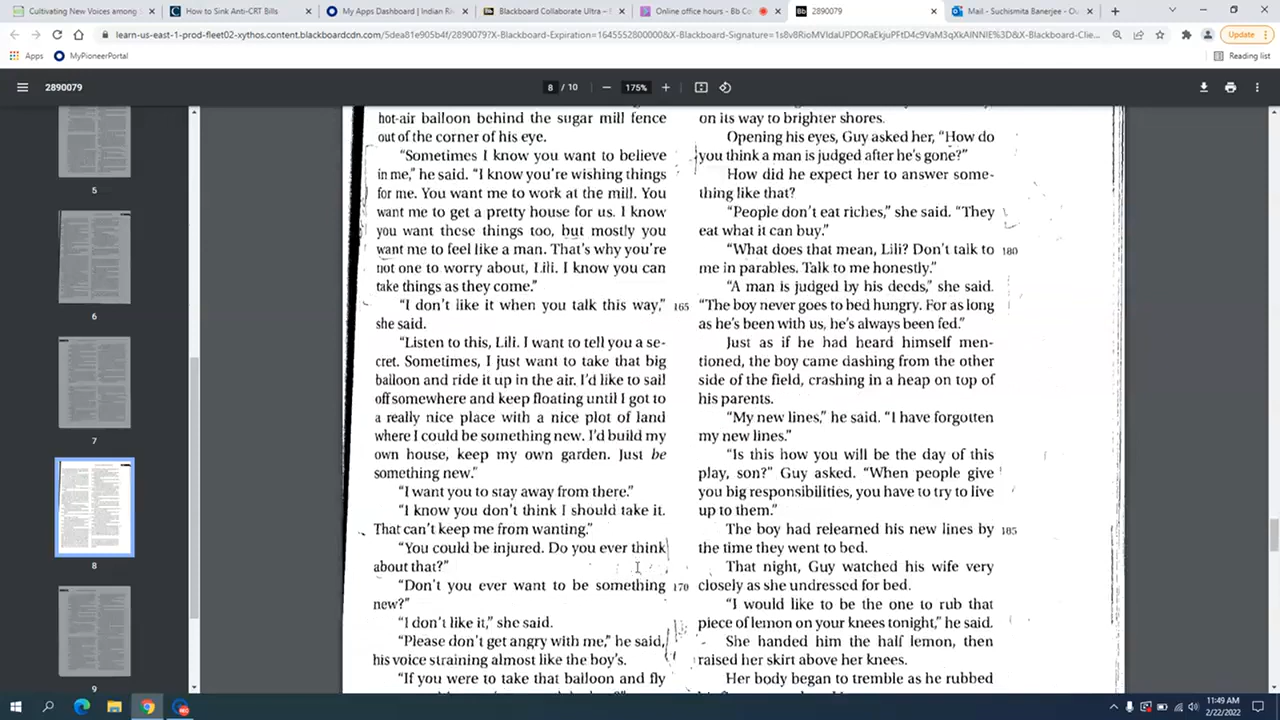 Cultivating New Voices among S
How to Sink Anti-CRT Bills
My Apps Dashboard | Indian Ri
Blackboard Collaborate Ultra –
Online office hours – Bb Co
2890079
Mail - Suchismita Banerjee - Ou
Update
Apps
MyPioneerPortal
Reading list
2890079
8 / 10
175%
5
6
7
8
9
hot-air balloon behind the sugar mill fence
out of the corner of his eye.
“Sometimes I know you want to believe
in me,” he said. “I know you’re wishing things
for me. You want me to work at the mill. You
want me to get a pretty house for us. I know
you want these things too, but mostly you
want me to feel like a man. That’s why you’re
not one to worry about, Lili. I know you can
take things as they come.”
“I don’t like it when you talk this way,” 165
she said.
“Listen to this, Lili. I want to tell you a se-
cret. Sometimes, I just want to take that big
balloon and ride it up in the air. I’d like to sail
off somewhere and keep floating until I got to
a really nice place with a nice plot of land
where I could be something new. I’d build my
own house, keep my own garden. Just be
something new.”
“I want you to stay away from there.”
“I know you don’t think I should take it.
That can’t keep me from wanting.”
“You could be injured. Do you ever think
about that?”
“Don’t you ever want to be something 170
new?”
“I don’t like it,” she said.
“Please don’t get angry with me,” he said,
his voice straining almost like the boy’s.
“If you were to take that balloon and fly
on its way to brighter shores.
Opening his eyes, Guy asked her, “How do
you think a man is judged after he’s gone?”
How did he expect her to answer some-
thing like that?
“People don’t eat riches,” she said. “They
eat what it can buy.”
“What does that mean, Lili? Don’t talk to 180
me in parables. Talk to me honestly.”
“A man is judged by his deeds,” she said.
“The boy never goes to bed hungry. For as long
as he’s been with us, he’s always been fed.”
Just as if he had heard himself men-
tioned, the boy came dashing from the other
side of the field, crashing in a heap on top of
his parents.
“My new lines,” he said. “I have forgotten
my new lines.”
“Is this how you will be the day of this
play, son?” Guy asked. “When people give
you big responsibilities, you have to try to live
up to them.”
The boy had relearned his new lines by 185
the time they went to bed.
That night, Guy watched his wife very
closely as she undressed for bed.
“I would like to be the one to rub that
piece of lemon on your knees tonight,” he said.
She handed him the half lemon, then
raised her skirt above her knees.
Her body began to tremble as he rubbed
11:49 AM
2/22/2022